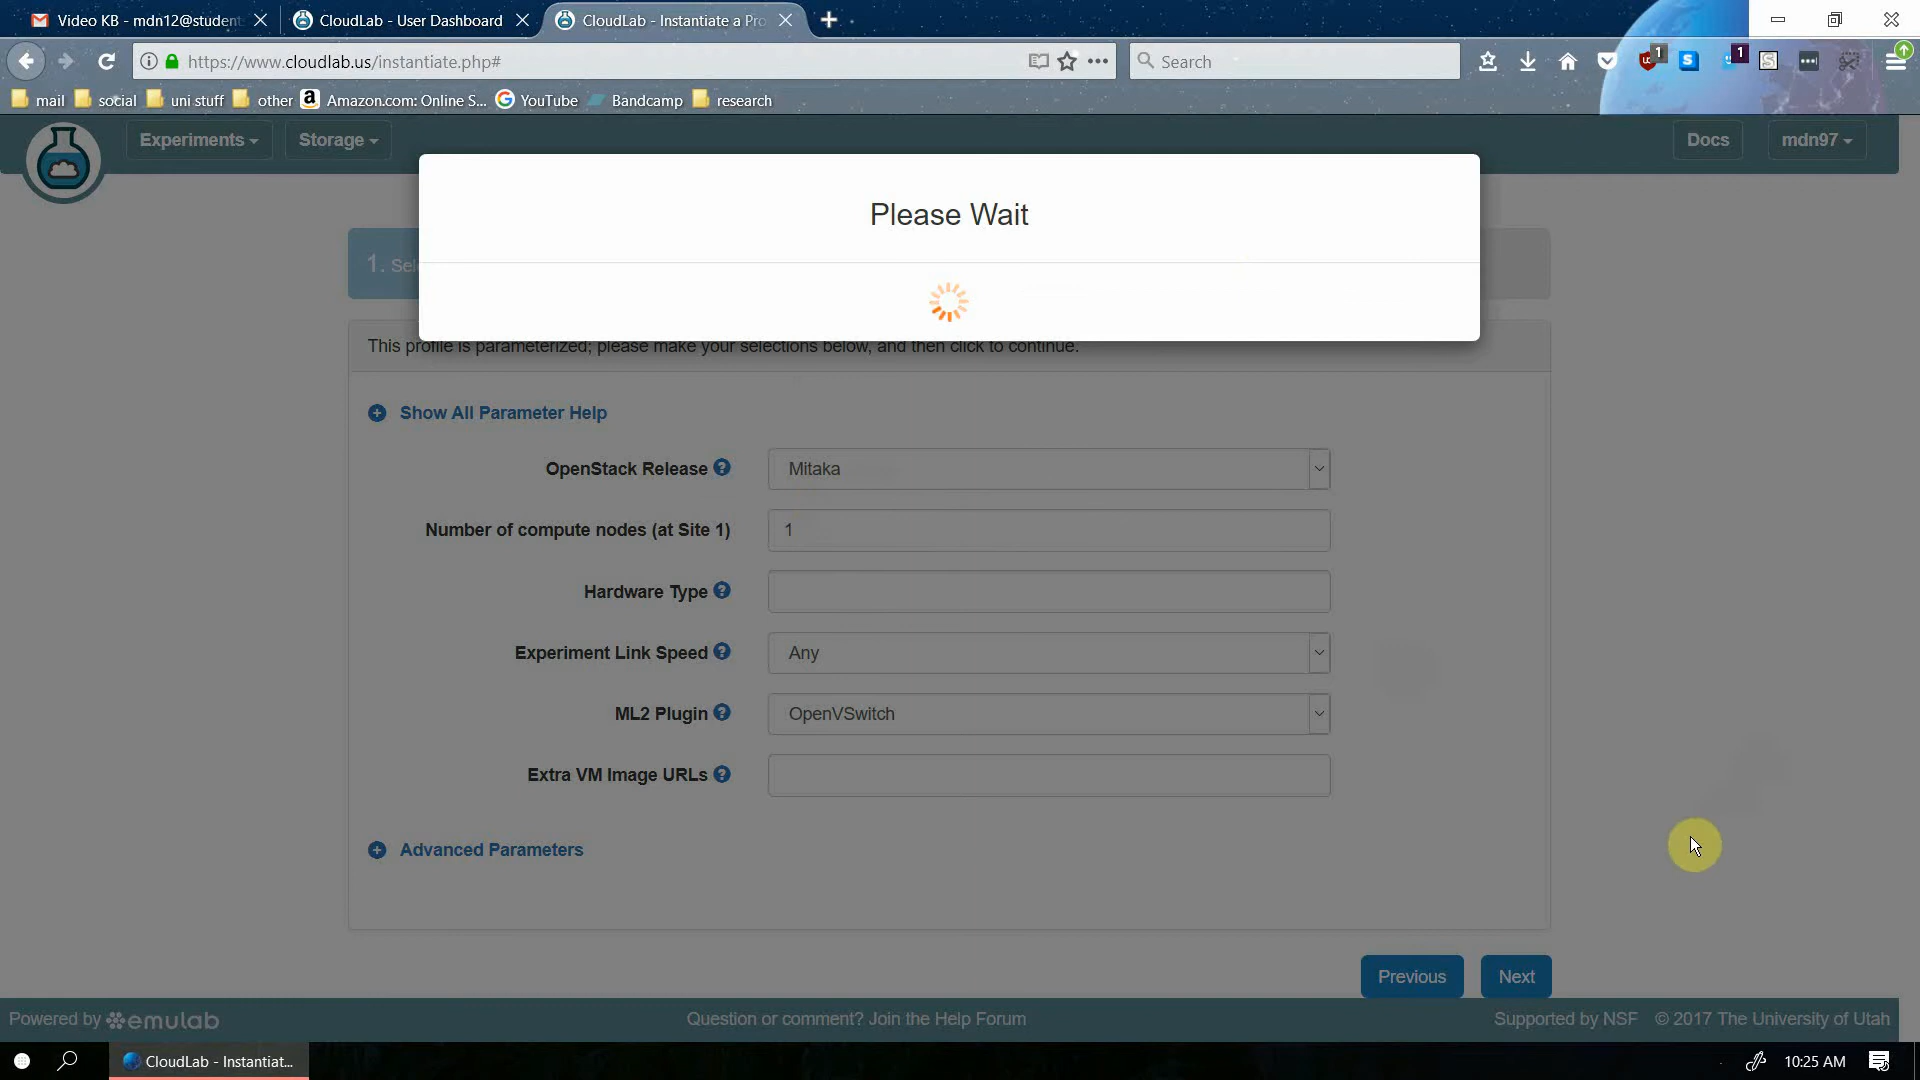 Video KB - mdn12@student
CloudLab - User Dashboard
CloudLab - Instantiate a Pro
https://www.cloudlab.us/instantiate.php#
Search
1
1
mail
social
uni stuff
other
Amazon.com: Online S...
YouTube
Bandcamp
research
Experiments
Storage
Docs
mdn97
Please Wait
1. Sele
This profile is parameterized; please make your selections below, and then click to continue.
Show All Parameter Help
OpenStack Release
Mitaka
Number of compute nodes (at Site 1)
1
Hardware Type
Experiment Link Speed
Any
ML2 Plugin
OpenVSwitch
Extra VM Image URLs
Advanced Parameters
Previous
Next
Powered by emulab
Question or comment? Join the Help Forum
Supported by NSF © 2017 The University of Utah
CloudLab - Instantiat...
10:25 AM